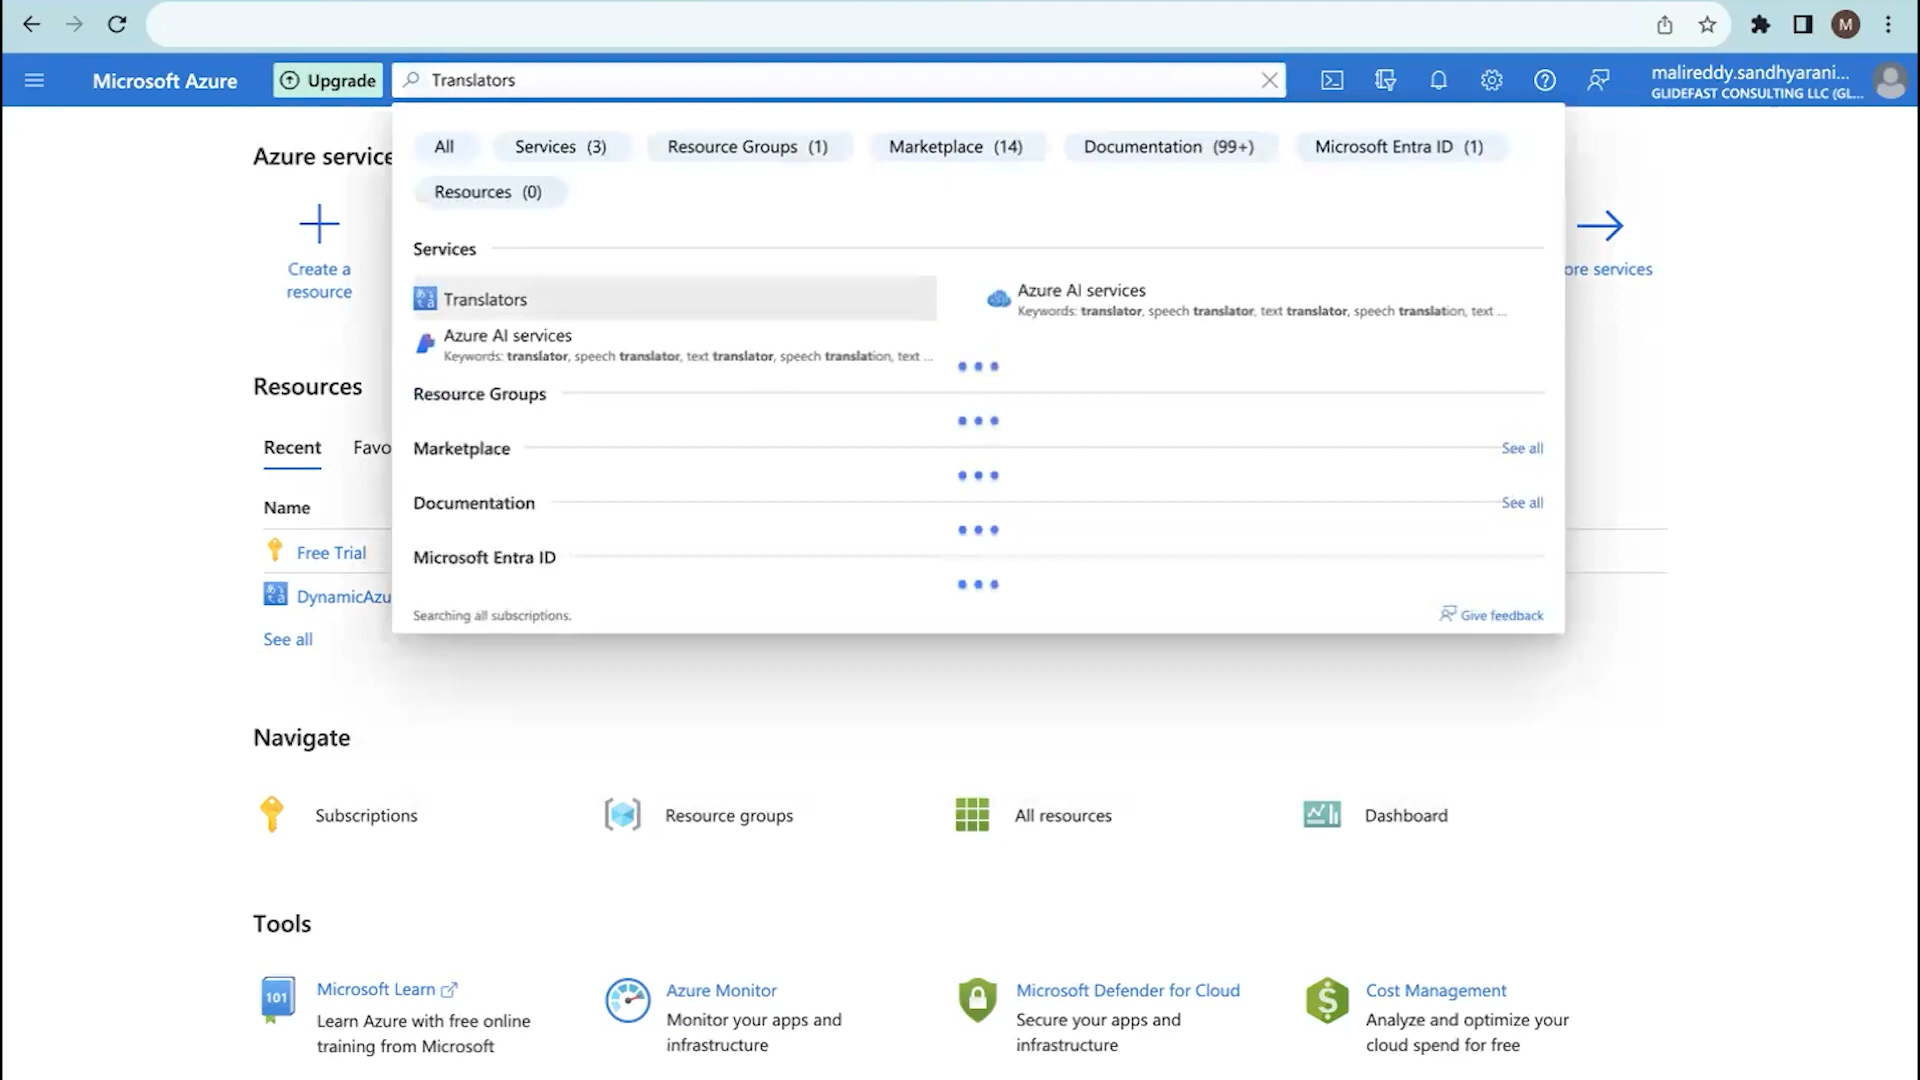 M
Microsoft Azure
Upgrade
Translators
malireddy.sandhyarani...
GLIDEFAST CONSULTING LLC (GL...
All
Services (3)
Resource Groups (1)
Marketplace (14)
Documentation (99+)
Microsoft Entra ID (1)
Resources (0)
Azure service
Create a
resource
ore services
Services
Translators
Azure AI services
Keywords: translator, speech translator, text translator, speech translation, text ...
Azure AI services
Keywords: translator, speech translator, text translator, speech translation, text ...
Resource Groups
Marketplace
See all
Documentation
See all
Microsoft Entra ID
Searching all subscriptions.
Give feedback
Resources
Recent
Favo
Name
Free Trial
DynamicAzu
See all
Navigate
Subscriptions
Resource groups
All resources
Dashboard
Tools
101
Microsoft Learn
Learn Azure with free online
training from Microsoft
Azure Monitor
Monitor your apps and
infrastructure
Microsoft Defender for Cloud
Secure your apps and
infrastructure
Cost Management
Analyze and optimize your
cloud spend for free